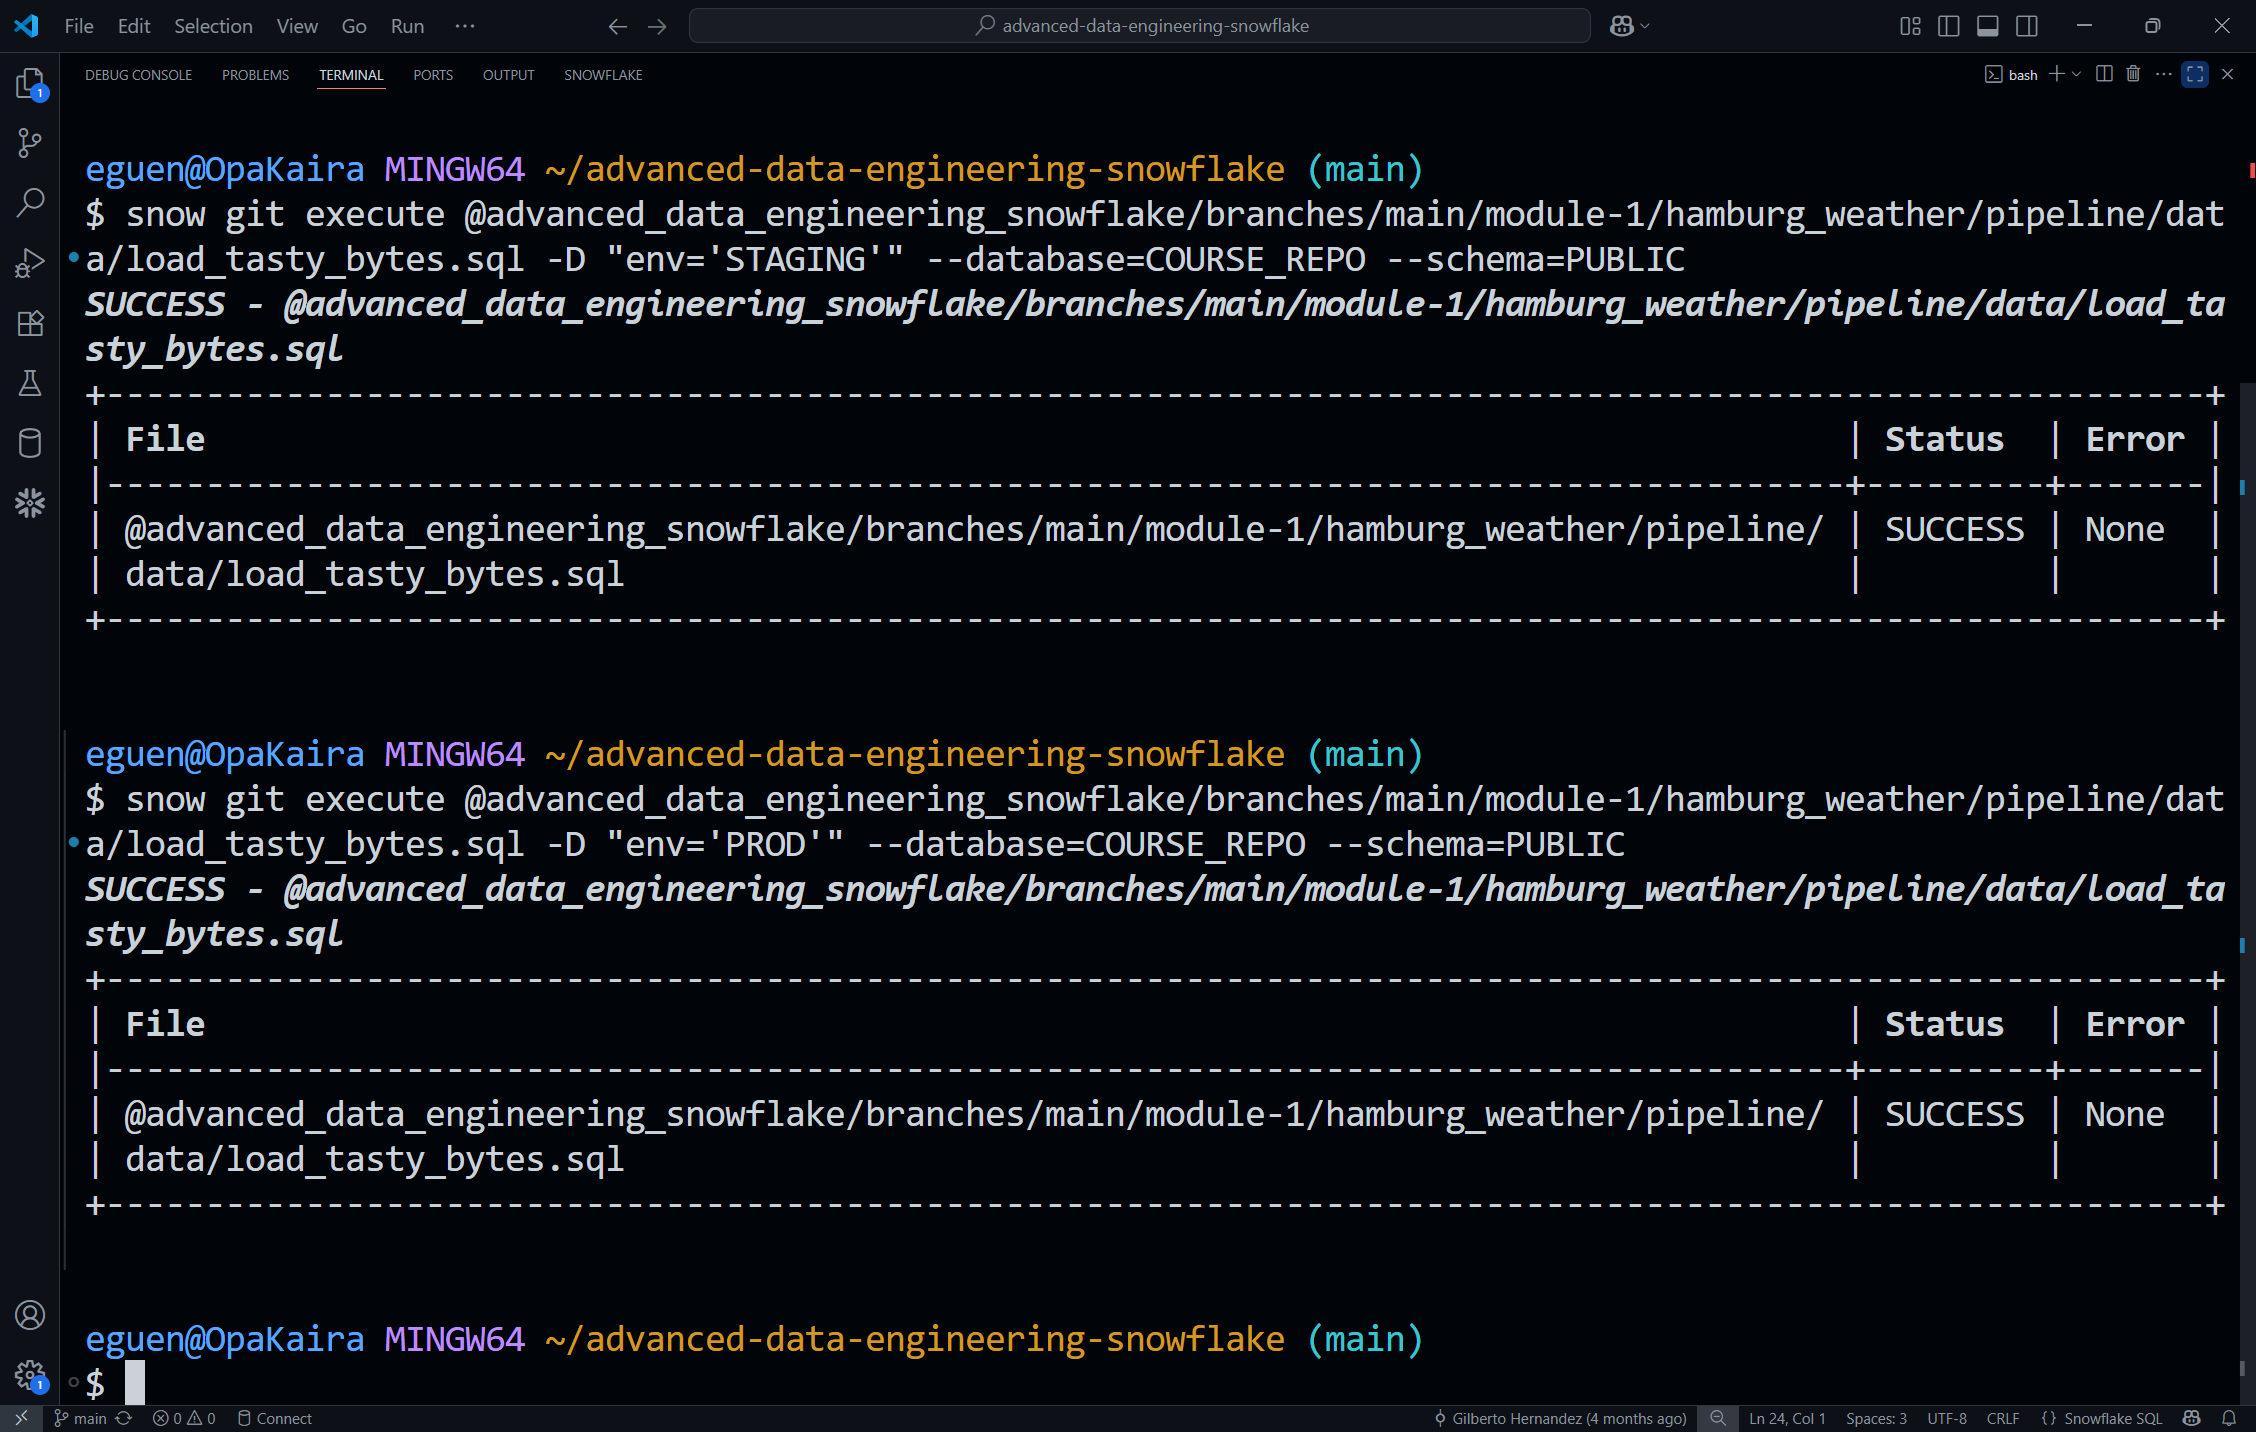 File Edit Selection View Go Run ··· advanced-data-engineering-snowflake
DEBUG CONSOLE PROBLEMS TERMINAL PORTS OUTPUT SNOWFLAKE bash
1
eguen@OpaKaira MINGW64 ~/advanced-data-engineering-snowflake (main)
$ snow git execute @advanced_data_engineering_snowflake/branches/main/module-1/hamburg_weather/pipeline/dat
a/load_tasty_bytes.sql -D "env='STAGING'" --database=COURSE_REPO --schema=PUBLIC
SUCCESS - @advanced_data_engineering_snowflake/branches/main/module-1/hamburg_weather/pipeline/data/load_ta
sty_bytes.sql
+---------------------------------------------------------------------------------------------------------+
| File | Status | Error |
|---------------------------------------------------------------------------------------+---------+-------|
| @advanced_data_engineering_snowflake/branches/main/module-1/hamburg_weather/pipeline/ | SUCCESS | None |
| data/load_tasty_bytes.sql | | |
+---------------------------------------------------------------------------------------------------------+
eguen@OpaKaira MINGW64 ~/advanced-data-engineering-snowflake (main)
$ snow git execute @advanced_data_engineering_snowflake/branches/main/module-1/hamburg_weather/pipeline/dat
a/load_tasty_bytes.sql -D "env='PROD'" --database=COURSE_REPO --schema=PUBLIC
SUCCESS - @advanced_data_engineering_snowflake/branches/main/module-1/hamburg_weather/pipeline/data/load_ta
sty_bytes.sql
+---------------------------------------------------------------------------------------------------------+
| File | Status | Error |
|---------------------------------------------------------------------------------------+---------+-------|
| @advanced_data_engineering_snowflake/branches/main/module-1/hamburg_weather/pipeline/ | SUCCESS | None |
| data/load_tasty_bytes.sql | | |
+---------------------------------------------------------------------------------------------------------+
eguen@OpaKaira MINGW64 ~/advanced-data-engineering-snowflake (main)
$
1
main 0 0 Connect Gilberto Hernandez (4 months ago) Ln 24, Col 1 Spaces: 3 UTF-8 CRLF {} Snowflake SQL